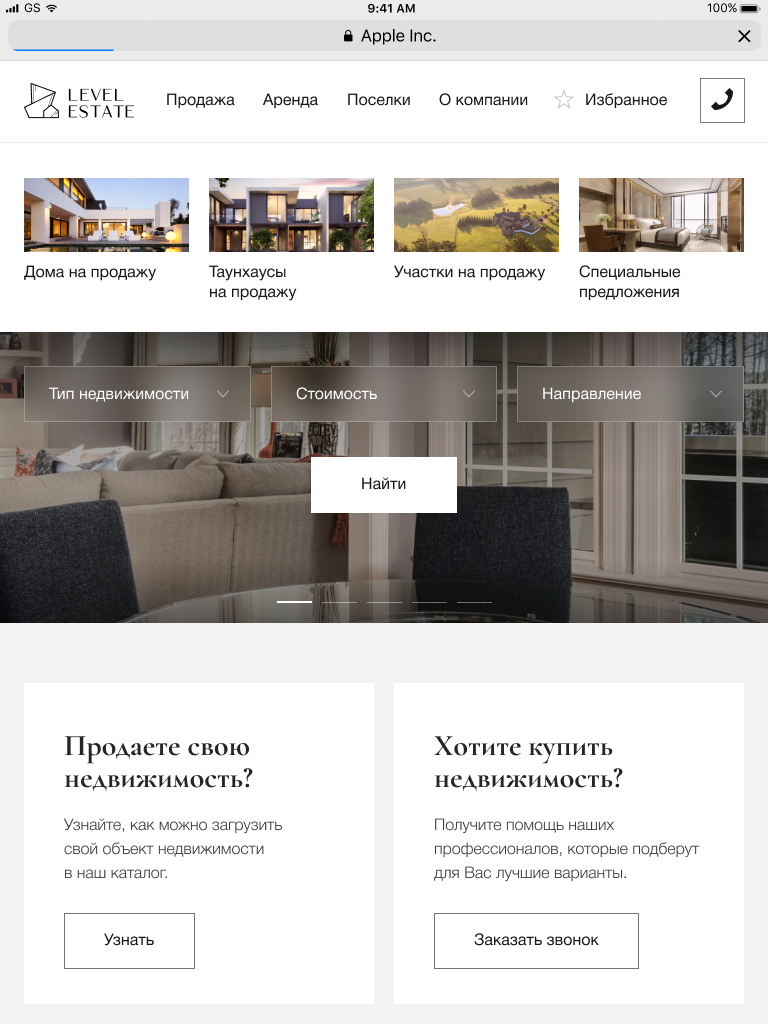 GS
9:41 AM
100%
Apple Inc.
LEVEL
ESTATE
Продажа
Аренда
Поселки
О компании
Избранное
Дома на продажу
Таунхаусы
на продажу
Участки на продажу
Специальные
предложения
Тип недвижимости
Стоимость
Направление
Найти
Продаете свою
недвижимость?
Узнайте, как можно загрузить
свой объект недвижимости
в наш каталог.
Узнать
Хотите купить
недвижимость?
Получите помощь наших
профессионалов, которые подберут
для Вас лучшие варианты.
Заказать звонок